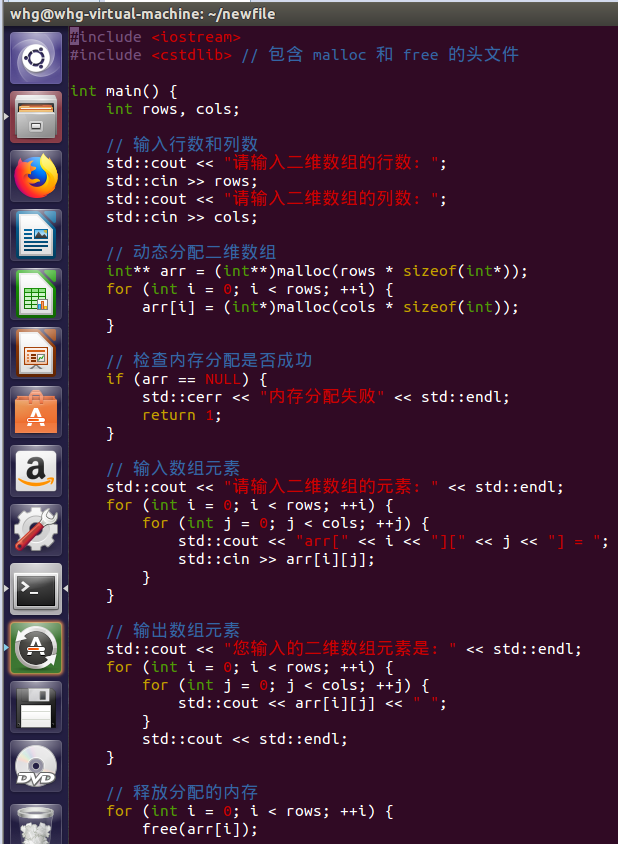 whg@whg-virtual-machine: ~/newfile
#include <iostream>
#include <cstdlib> // 包含 malloc 和 free 的头文件
int main() {
    int rows, cols;
    // 输入行数和列数
    std::cout << "请输入二维数组的行数: ";
    std::cin >> rows;
    std::cout << "请输入二维数组的列数: ";
    std::cin >> cols;
    // 动态分配二维数组
    int** arr = (int**)malloc(rows * sizeof(int*));
    for (int i = 0; i < rows; ++i) {
        arr[i] = (int*)malloc(cols * sizeof(int));
    }
    // 检查内存分配是否成功
    if (arr == NULL) {
        std::cerr << "内存分配失败" << std::endl;
        return 1;
    }
    // 输入数组元素
    std::cout << "请输入二维数组的元素: " << std::endl;
    for (int i = 0; i < rows; ++i) {
        for (int j = 0; j < cols; ++j) {
            std::cout << "arr[" << i << "][" << j << "] = ";
            std::cin >> arr[i][j];
        }
    }
    // 输出数组元素
    std::cout << "您输入的二维数组元素是: " << std::endl;
    for (int i = 0; i < rows; ++i) {
        for (int j = 0; j < cols; ++j) {
            std::cout << arr[i][j] << " ";
        }
        std::cout << std::endl;
    }
    // 释放分配的内存
    for (int i = 0; i < rows; ++i) {
        free(arr[i]);